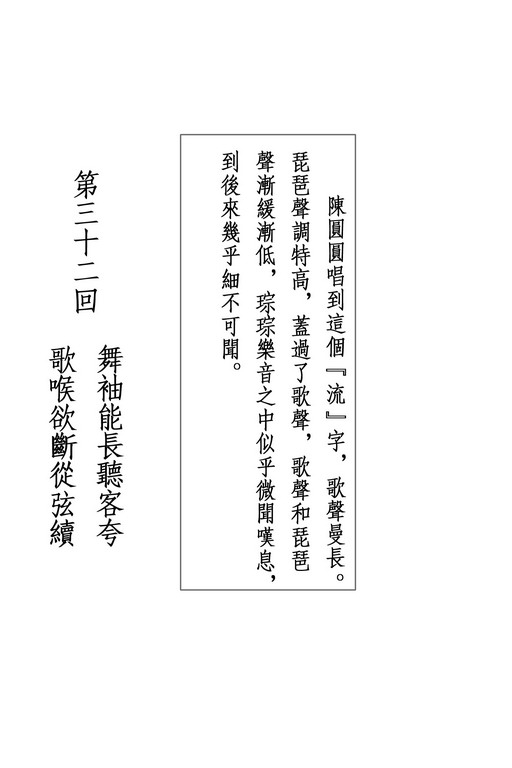 陳圓圓唱到這個『流』字，歌聲曼長。
琵琶聲調特高，蓋過了歌聲，歌聲和琵琶
聲漸緩漸低，琮琮樂音之中似乎微聞嘆息，
到後來幾乎細不可聞。
第三十二回
舞袖能長聽客夸
歌喉欲斷從弦續